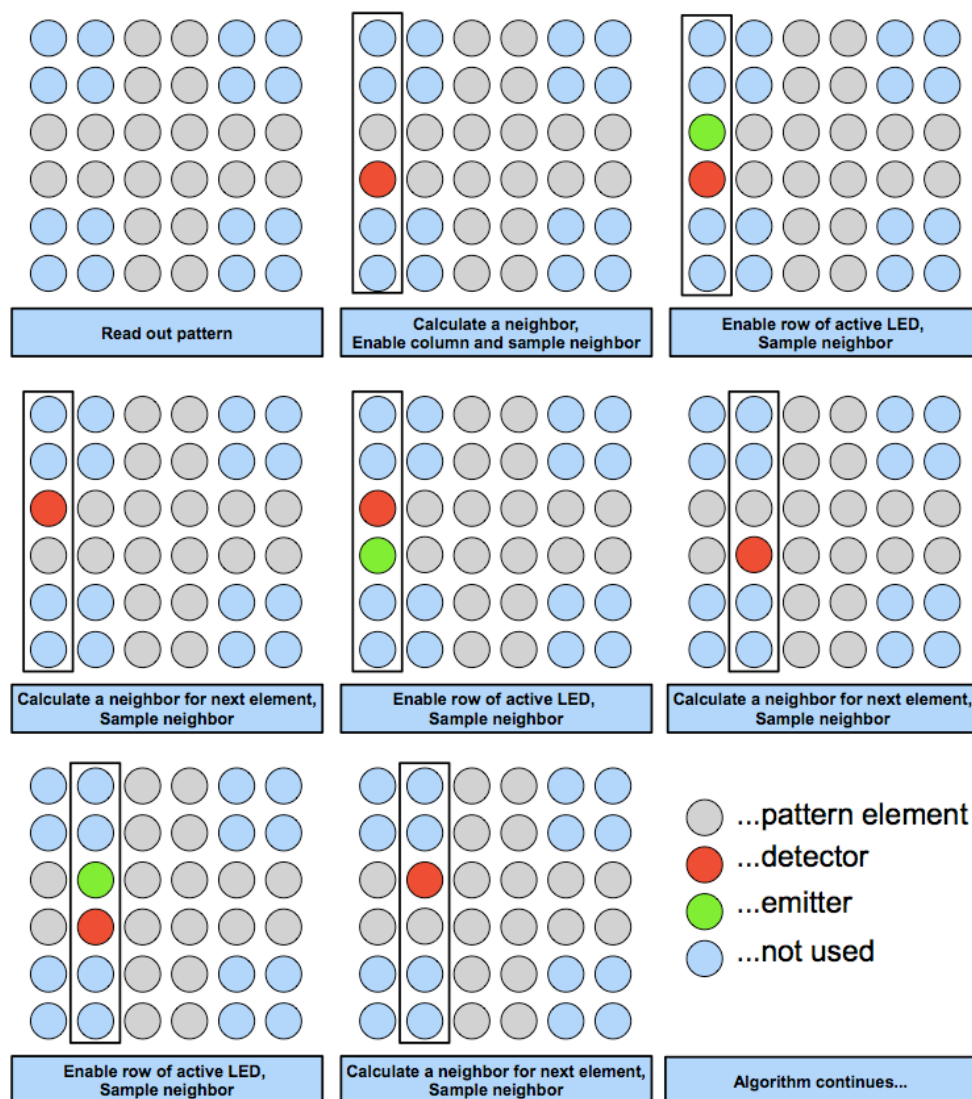 Read out pattern
Calculate a neighbor,
Enable column and sample neighbor
Enable row of active LED,
Sample neighbor
Calculate a neighbor for next element,
Sample neighbor
Enable row of active LED,
Sample neighbor
Calculate a neighbor for next element,
Sample neighbor
...pattern element
...detector
...emitter
...not used
Enable row of active LED,
Sample neighbor
Calculate a neighbor for next element,
Sample neighbor
Algorithm continues...